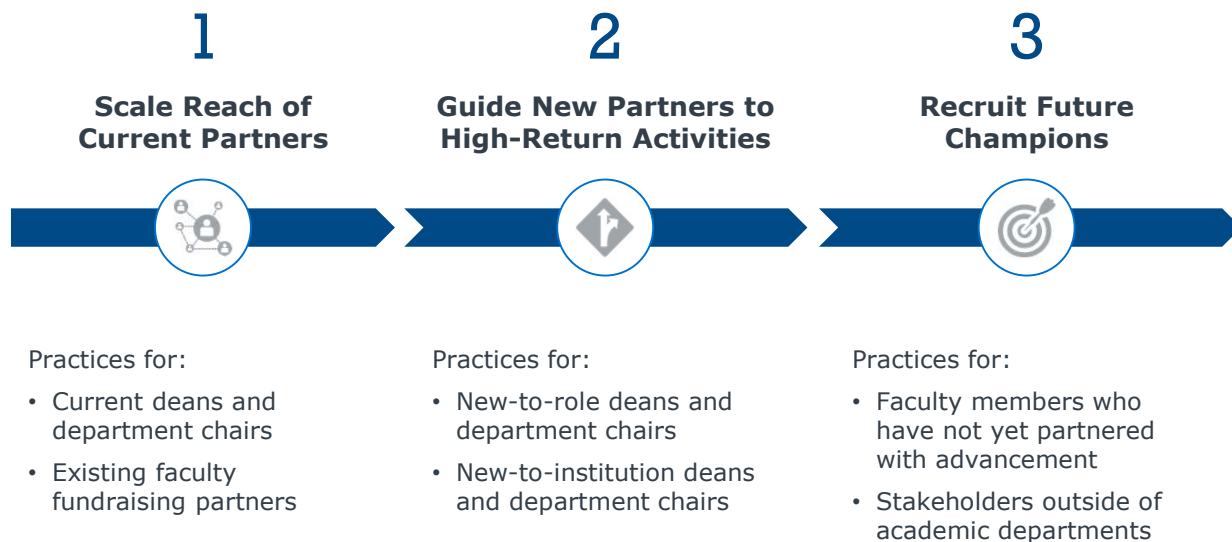 1
Scale Reach of
Current Partners
Practices for:
• Current deans and
department chairs
• Existing faculty
fundraising partners
2
Guide New Partners to
High-Return Activities
Practices for:
• New-to-role deans and
department chairs
• New-to-institution deans
and department chairs
3
Recruit Future
Champions
Practices for:
• Faculty members who
have not yet partnered
with advancement
• Stakeholders outside of
academic departments